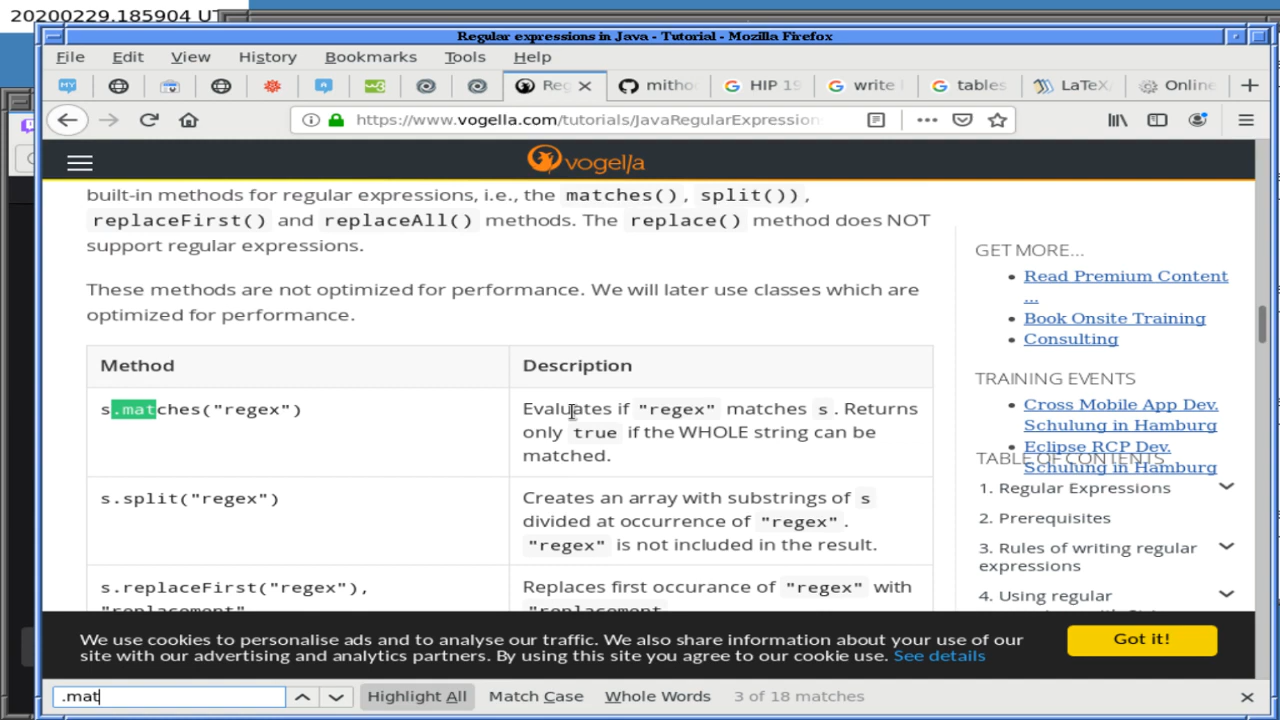 20200229.185904 UT
Regular expressions in Java - Tutorial - Mozilla Firefox
File Edit View History Bookmarks Tools Help
Reg mitho HIP 19 write tables LaTeX Online
https://www.vogella.com/tutorials/JavaRegularExpression
vogella
built-in methods for regular expressions, i.e., the matches(), split()),
replaceFirst() and replaceAll() methods. The replace() method does NOT
support regular expressions.
These methods are not optimized for performance. We will later use classes which are
optimized for performance.
Method Description
s.matches("regex")
Evaluates if "regex" matches s. Returns
only true if the WHOLE string can be
matched.
s.split("regex")
Creates an array with substrings of s
divided at occurrence of "regex".
"regex" is not included in the result.
s.replaceFirst("regex"),
"replacement"
Replaces first occurance of "regex" with
"replacement
GET MORE...
Read Premium Content
...
Book Onsite Training
Consulting
TRAINING EVENTS
Cross Mobile App Dev.
Schulung in Hamburg
Eclipse RCP Dev.
Schulung in Hamburg
TABLE OF CONTENTS
1. Regular Expressions
2. Prerequisites
3. Rules of writing regular
expressions
4. Using regular
We use cookies to personalise ads and to analyse our traffic. We also share information about your use of our
site with our advertising and analytics partners. By using this site you agree to our cookie use. See details
Got it!
.mat Highlight All Match Case Whole Words 3 of 18 matches